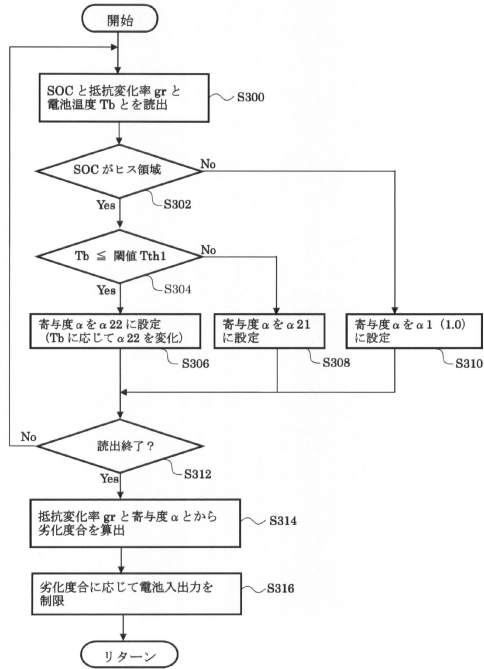 開始
SOCと抵抗変化率grと
電池温度Tbとを読出
S300
SOCがヒス領域
No
S302
Yes
Tb ≦ 閾値Tth1
No
S304
Yes
寄与度αをα22に設定
(Tbに応じてα22を変化)
S306
寄与度αをα21
に設定
S308
寄与度αをα1 (1.0)
に設定
S310
No
読出終了?
S312
Yes
抵抗変化率grと寄与度αとから
劣化度合を算出
S314
劣化度合に応じて電池入出力を
制限
S316
リターン